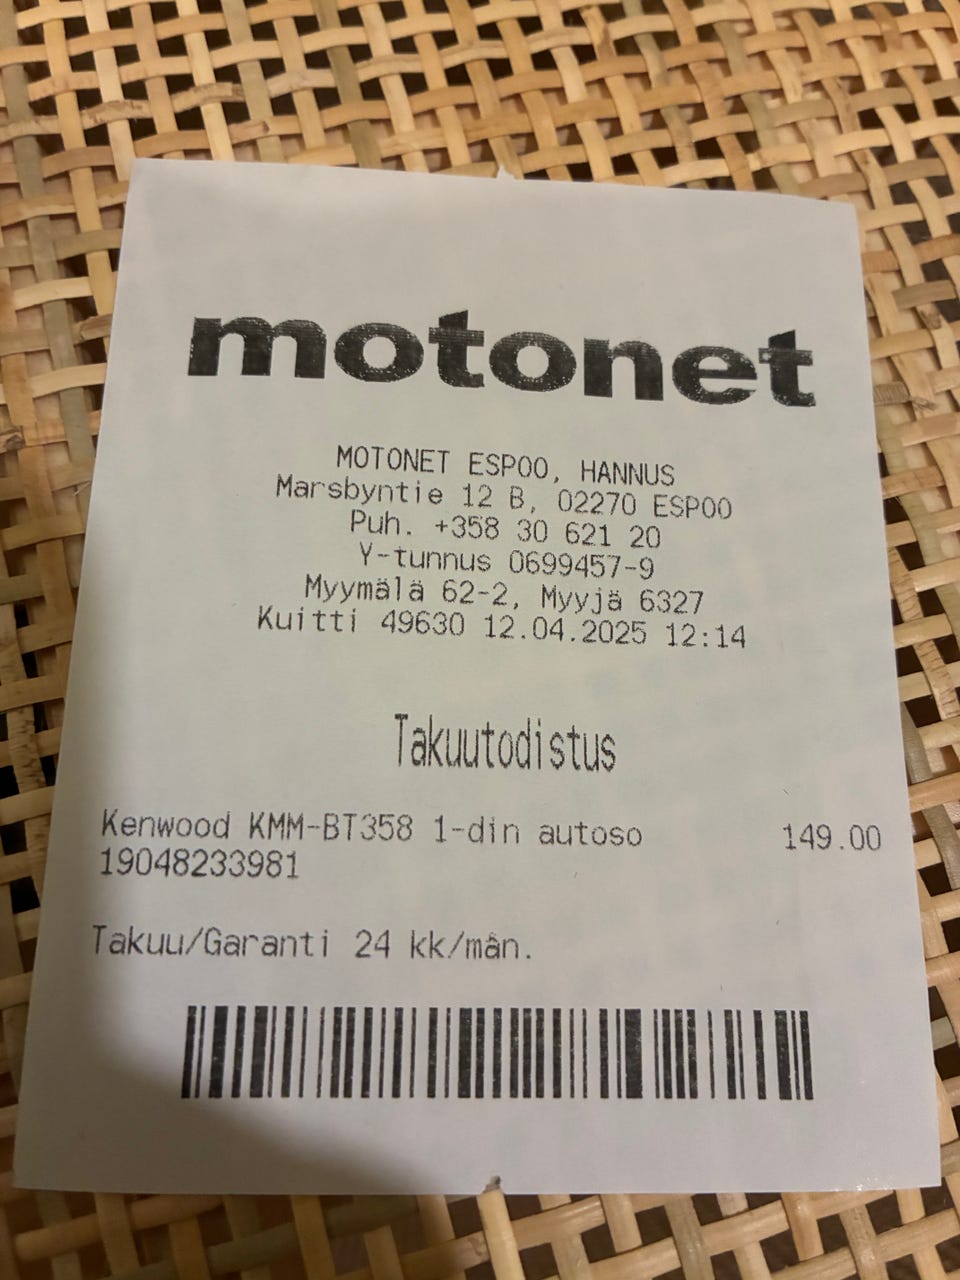 motonet
MOTONET ESPOO, HANNUS
Marsbyntie 12 B, 02270 ESPOO
Puh. +358 30 621 20
Y-tunnus 0699457-9
Myymälä 62-2, Myyjä 6327
Kuitti 49630 12.04.2025 12:14
Takuutodistus
Kenwood KMM-BT358 1-din autoso 149.00
19048233981
Takuu/Garanti 24 kk/mån.